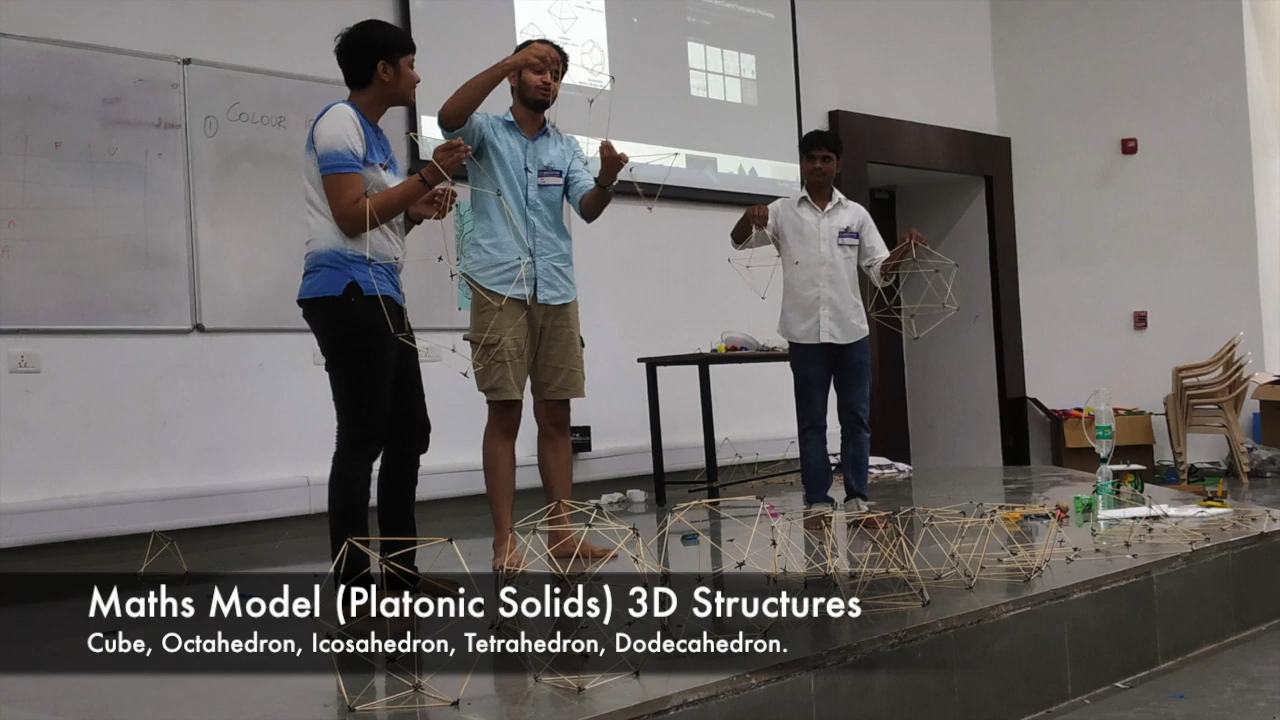 ① COLOUR
F V
A
A
Maths Model (Platonic Solids) 3D Structures
Cube, Octahedron, Icosahedron, Tetrahedron, Dodecahedron.